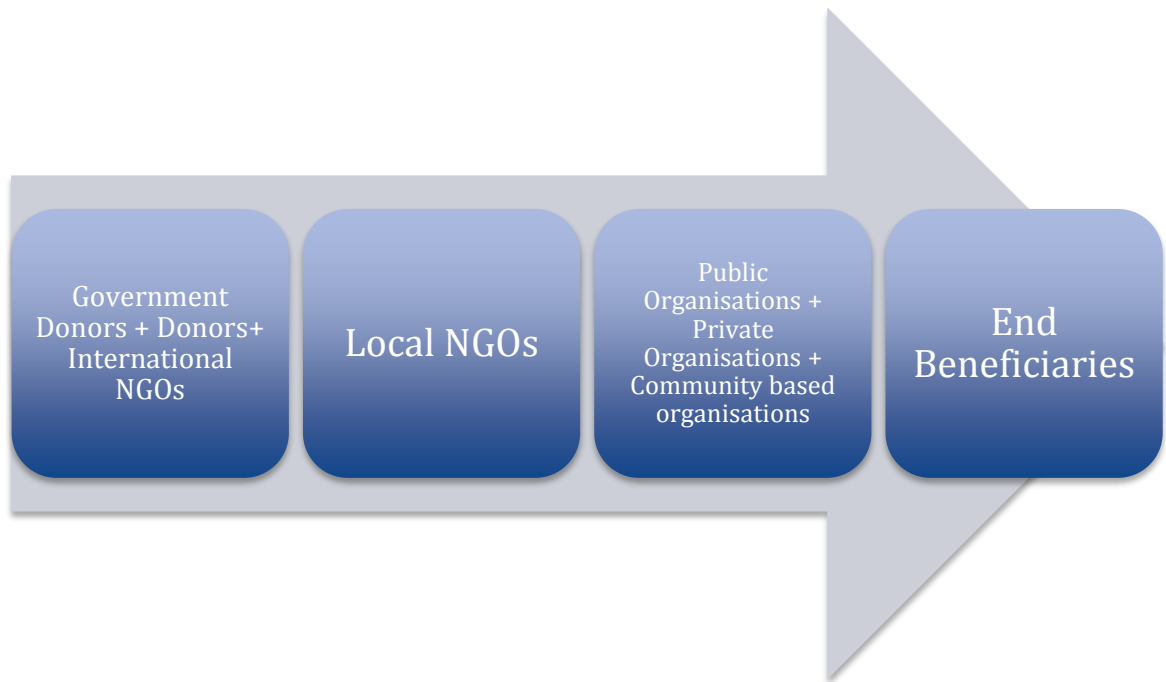 Government
Donors + Donors+
International
NGOs
Local NGOs
Public
Organisations +
Private
Organisations +
Community based
organisations
End
Beneficiaries